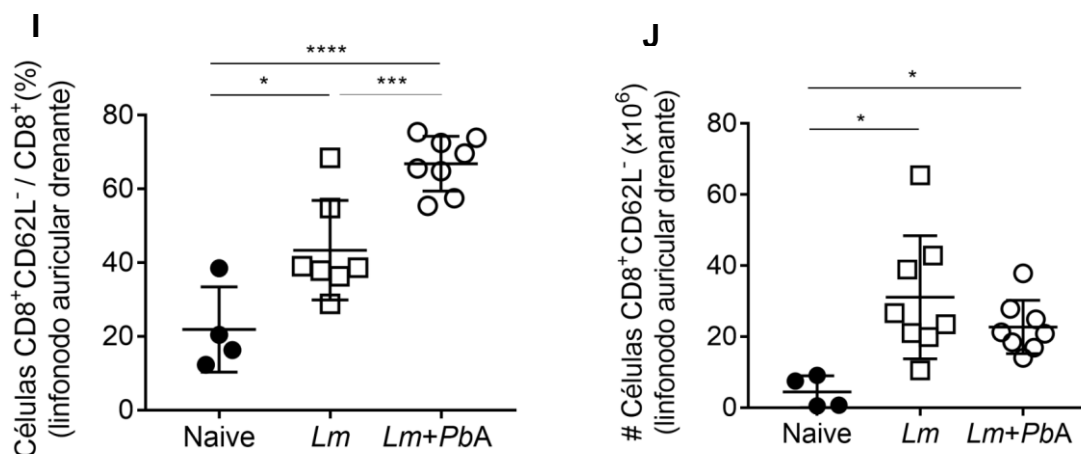 I
Células CD8⁺CD62L⁻ / CD8⁺(%)
(linfonodo auricular drenante)
80
60
40
20
0
****
*
***
Naive
Lm
Lm+PbA
J
# Células CD8⁺CD62L⁻ (x10⁶)
(linfonodo auricular drenante)
80
60
40
20
0
*
*
Naive
Lm
Lm+PbA